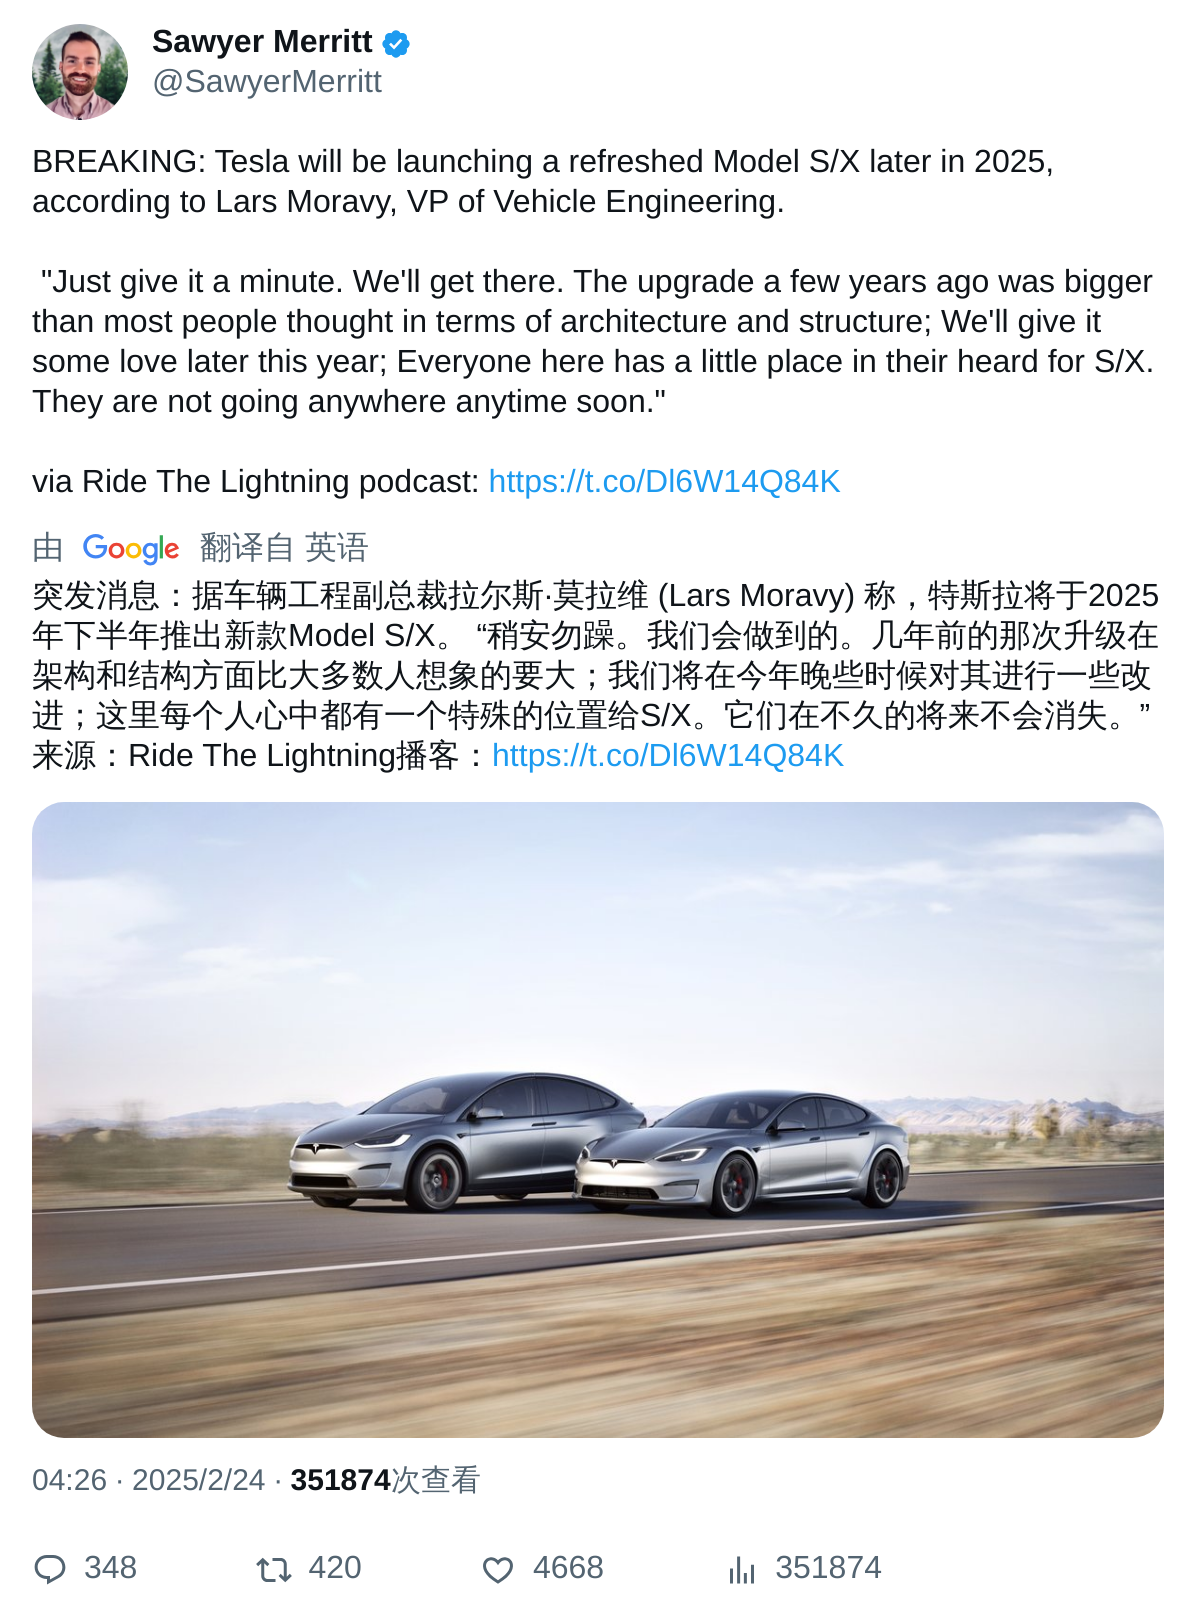 Sawyer Merritt
@SawyerMerritt
BREAKING: Tesla will be launching a refreshed Model S/X later in 2025,
according to Lars Moravy, VP of Vehicle Engineering.
"Just give it a minute. We'll get there. The upgrade a few years ago was bigger
than most people thought in terms of architecture and structure; We'll give it
some love later this year; Everyone here has a little place in their heard for S/X.
They are not going anywhere anytime soon."
via Ride The Lightning podcast: https://t.co/Dl6W14Q84K
由 Google 翻译自 英语
突发消息：据车辆工程副总裁拉尔斯·莫拉维 (Lars Moravy) 称，特斯拉将于2025
年下半年推出新款Model S/X。 “稍安勿躁。我们会做到的。几年前的那次升级在
架构和结构方面比大多数人想象的要大；我们将在今年晚些时候对其进行一些改
进；这里每个人心中都有一个特殊的位置给S/X。它们在不久的将来不会消失。”
来源：Ride The Lightning播客：https://t.co/Dl6W14Q84K
04:26 · 2025/2/24 · 351874次查看
348 420 4668 351874